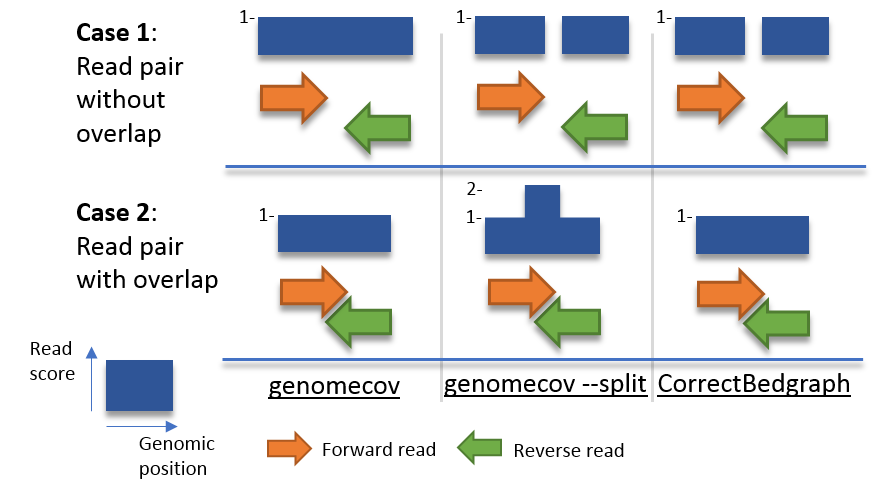 Case 1:
Read pair
without
overlap
1-
1-
1-
Case 2:
Read pair
with overlap
1-
2-
1-
1-
Read
score
Genomic
position
genomecov
genomecov --split
CorrectBedgraph
Forward read
Reverse read